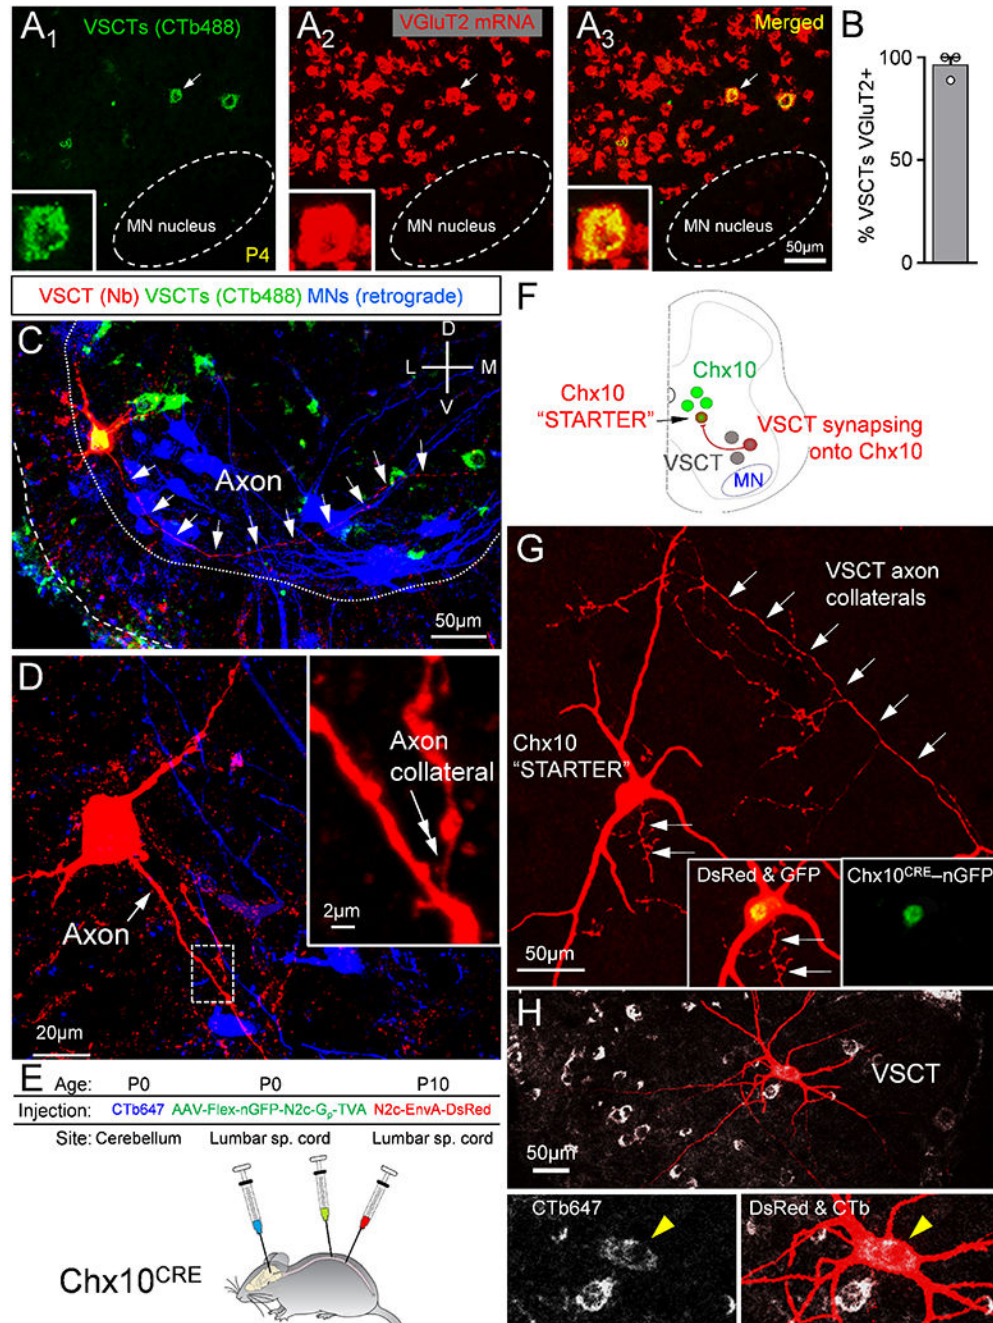 A1
VSCTs (CTb488)
MN nucleus
P4
A2
VGluT2 mRNA
MN nucleus
A3
Merged
MN nucleus
50μm
B
% VSCTs VGluT2+
100
50
0
VSCT (Nb) VSCTs (CTb488) MNs (retrograde)
C
D
L
M
V
Axon
50μm
D
Axon
Axon
collateral
2μm
20μm
E
Age: P0 P0 P10
Injection: CTb647 AAV-Flex-nGFP-N2c-Gp-TVA N2c-EnvA-DsRed
Site: Cerebellum Lumbar sp. cord Lumbar sp. cord
Chx10CRE
F
Chx10
Chx10
"STARTER"
VSCT synapsing
onto Chx10
VSCT
MN
G
VSCT axon
collaterals
Chx10
"STARTER"
50μm
DsRed & GFP
Chx10CRE–nGFP
H
VSCT
50μm
CTb647
DsRed & CTb